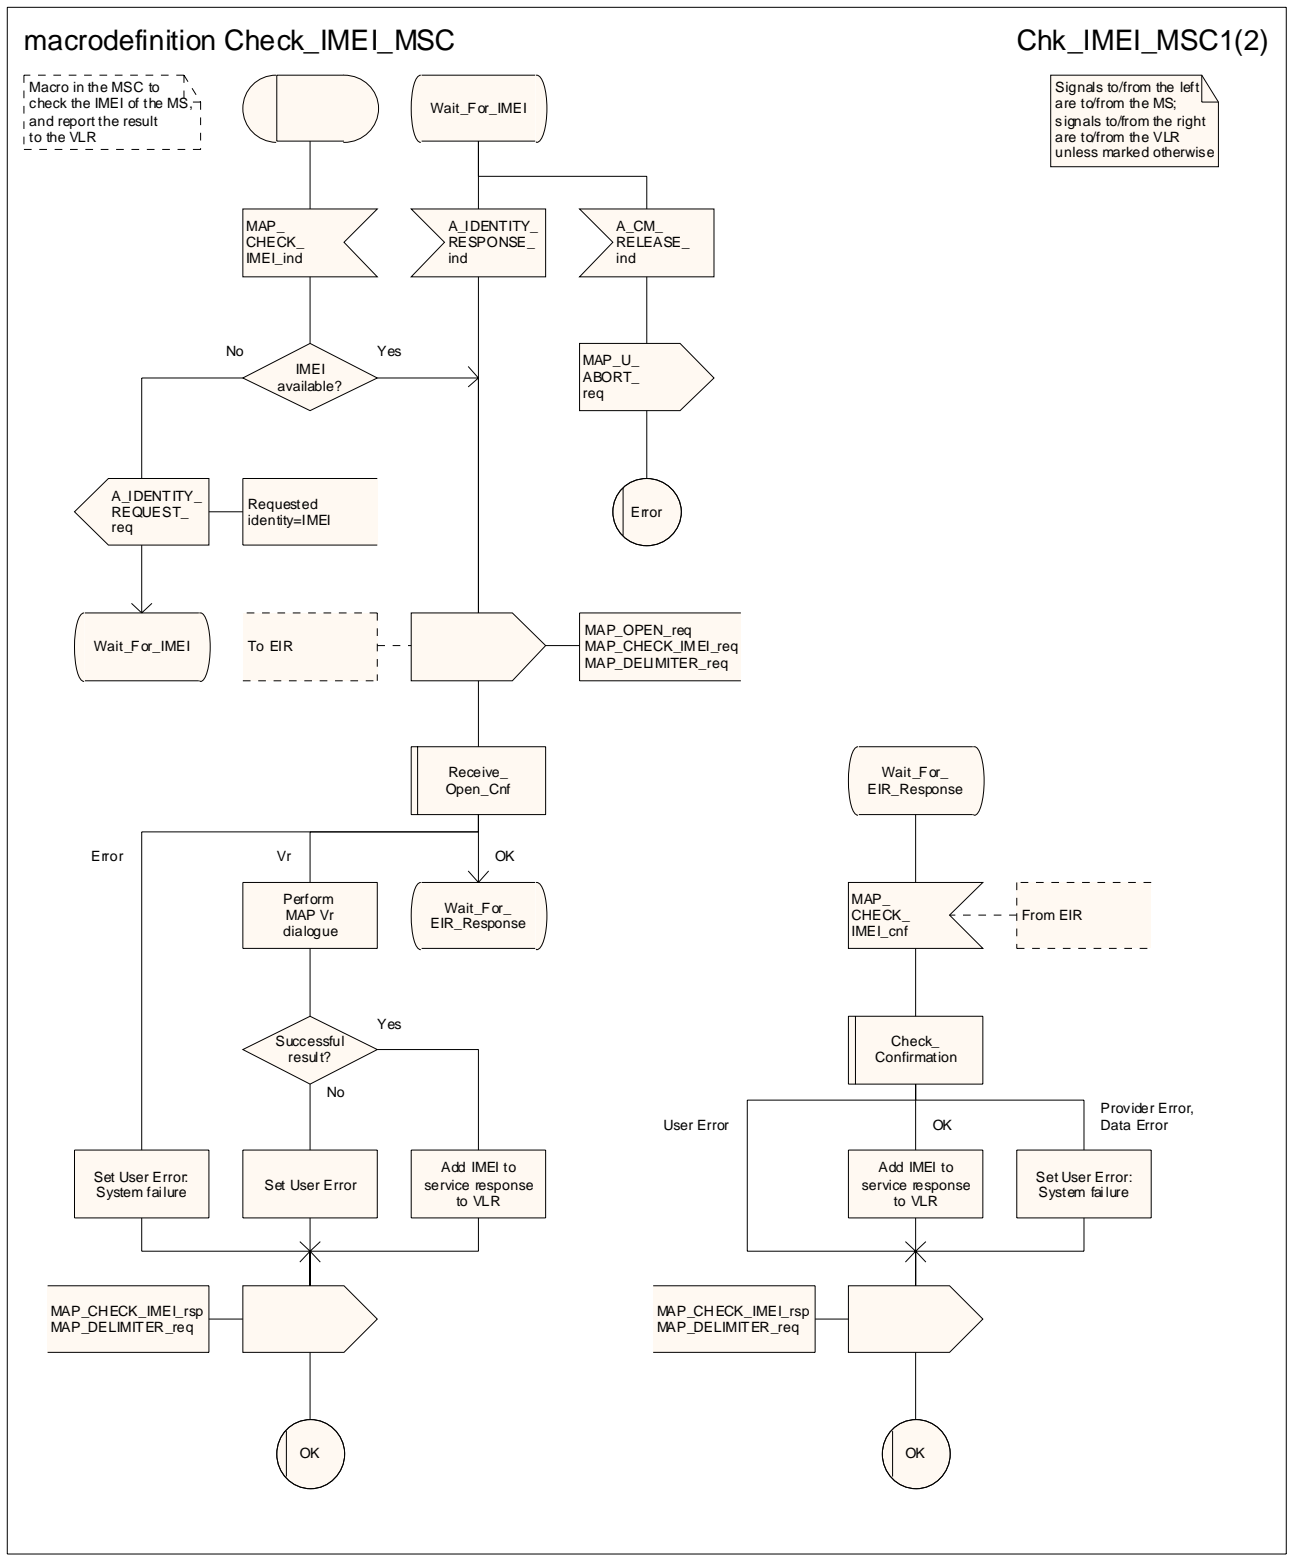 macrodefinition Check_IMEI_MSC
Chk_IMEI_MSC1(2)
Macro in the MSC to
check the IMEI of the MS,
and report the result
to the VLR
Wait_For_IMEI
Signals to/from the left
are to/from the MS;
signals to/from the right
are to/from the VLR
unless marked otherwise
MAP_
CHECK_
IMEI_ind
A_IDENTITY_
RESPONSE_
ind
A_CM_
RELEASE_
ind
No
IMEI
available?
Yes
MAP_U_
ABORT_
req
A_IDENTITY_
REQUEST_
req
Requested
identity=IMEI
Error
Wait_For_IMEI
To EIR
MAP_OPEN_req
MAP_CHECK_IMEI_req
MAP_DELIMITER_req
Receive_
Open_Cnf
Wait_For_
EIR_Response
Error
Vr
OK
Perform
MAP Vr
dialogue
Wait_For_
EIR_Response
MAP_
CHECK_
IMEI_cnf
From EIR
Successful
result?
Yes
No
Check_
Confirmation
User Error
OK
Provider Error,
Data Error
Set User Error:
System failure
Set User Error
Add IMEI to
service response
to VLR
Add IMEI to
service response
to VLR
Set User Error:
System failure
MAP_CHECK_IMEI_rsp
MAP_DELIMITER_req
MAP_CHECK_IMEI_rsp
MAP_DELIMITER_req
OK
OK